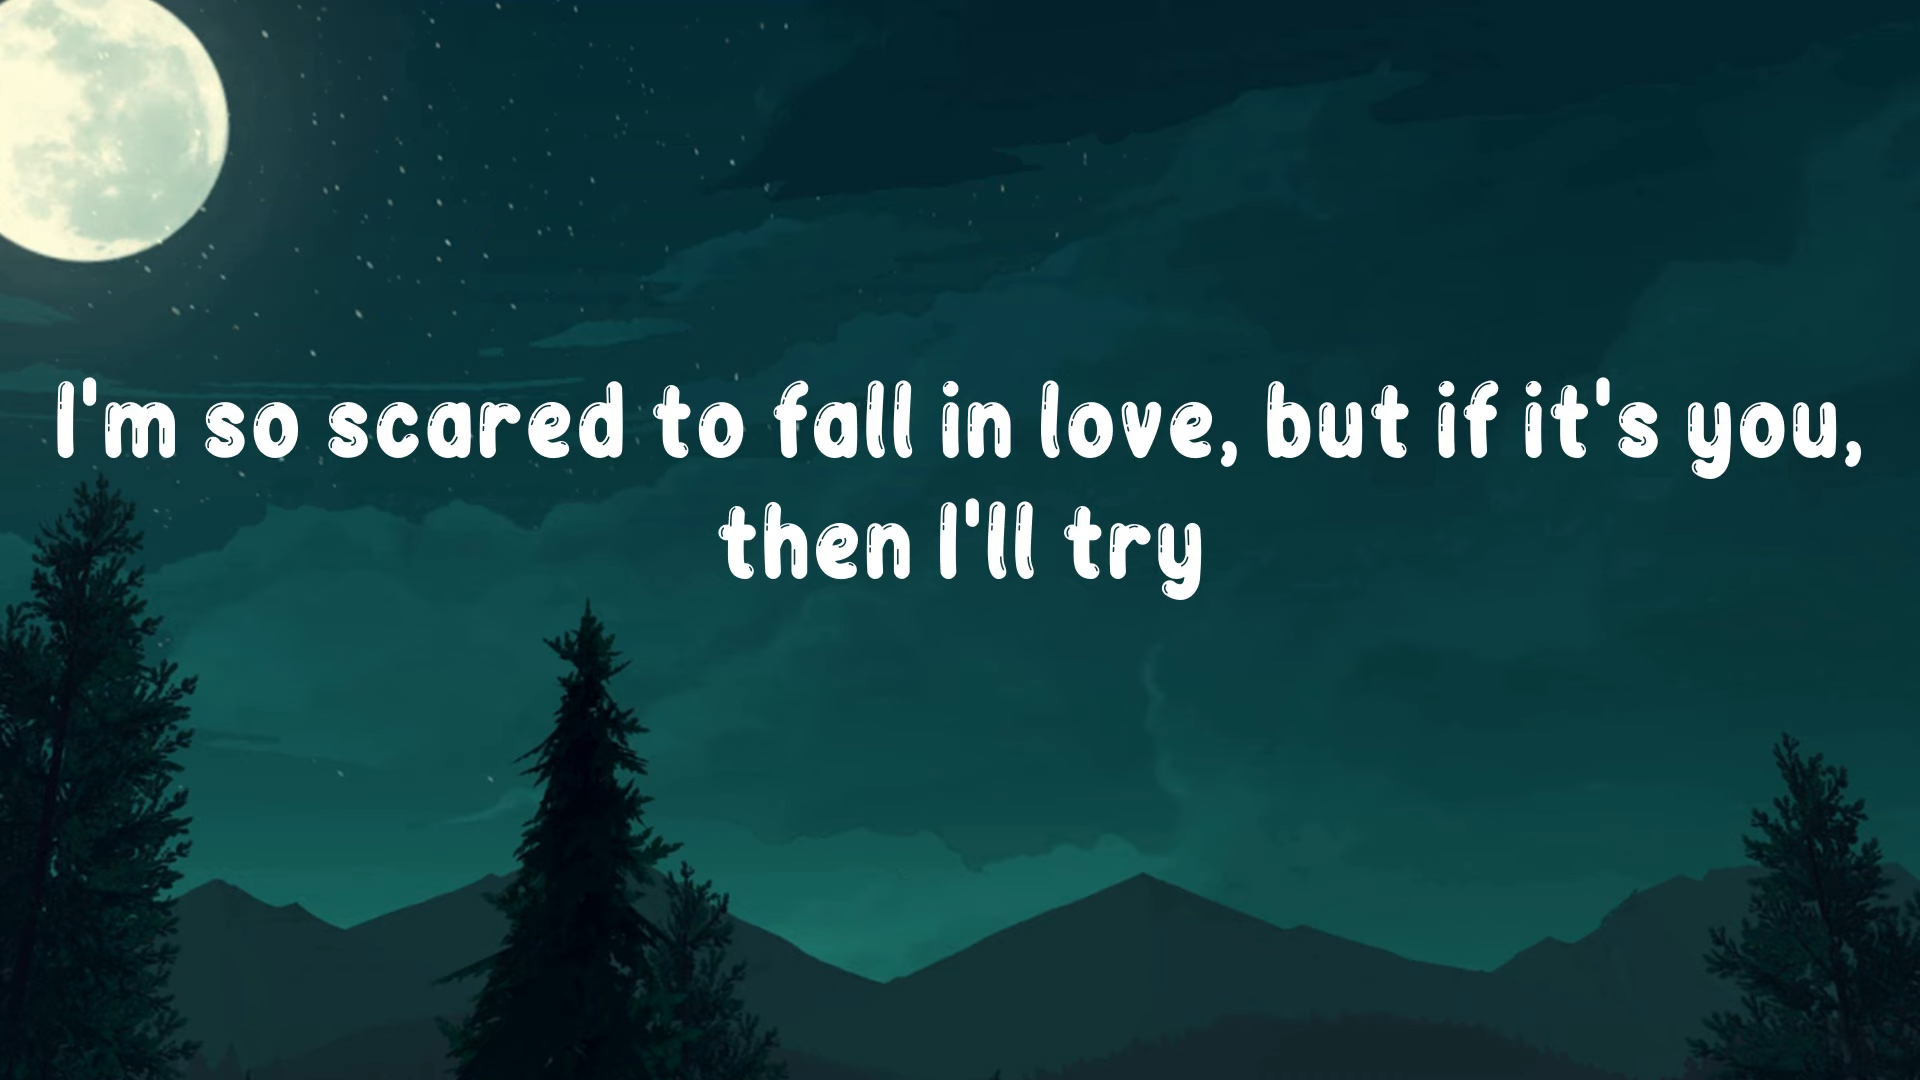 I'm so scared to fall in love, but if it's you,
then I'll try